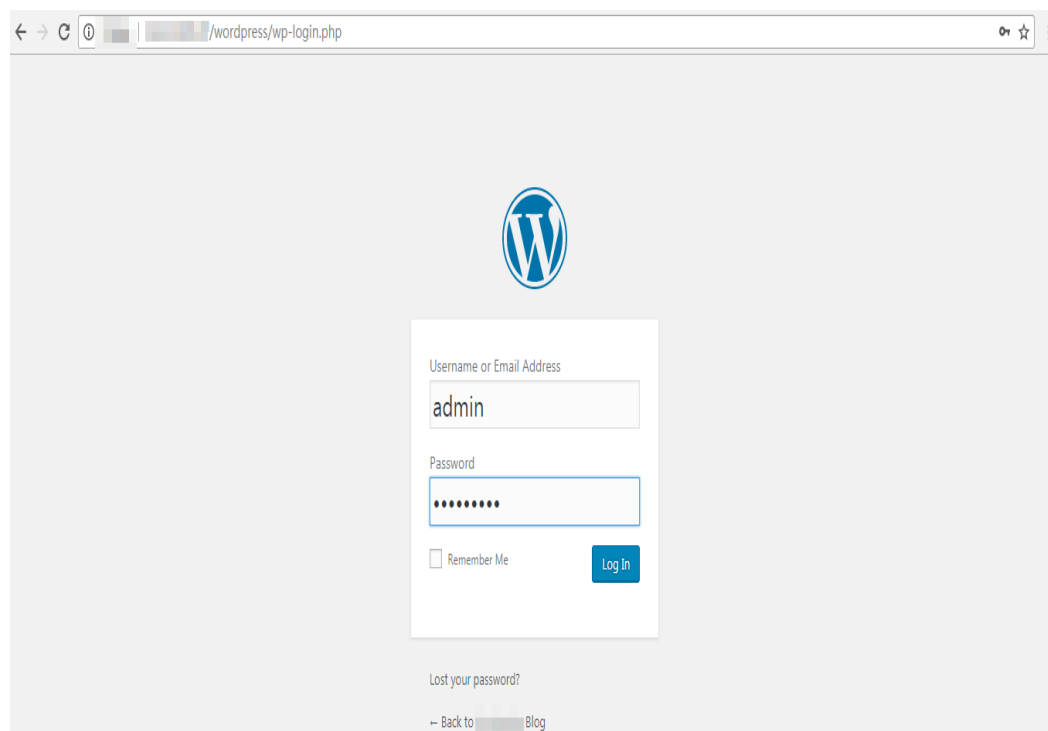 /wordpress/wp-login.php
Username or Email Address
admin
Password
•••••••••
Remember Me
Log In
Lost your password?
← Back to Blog